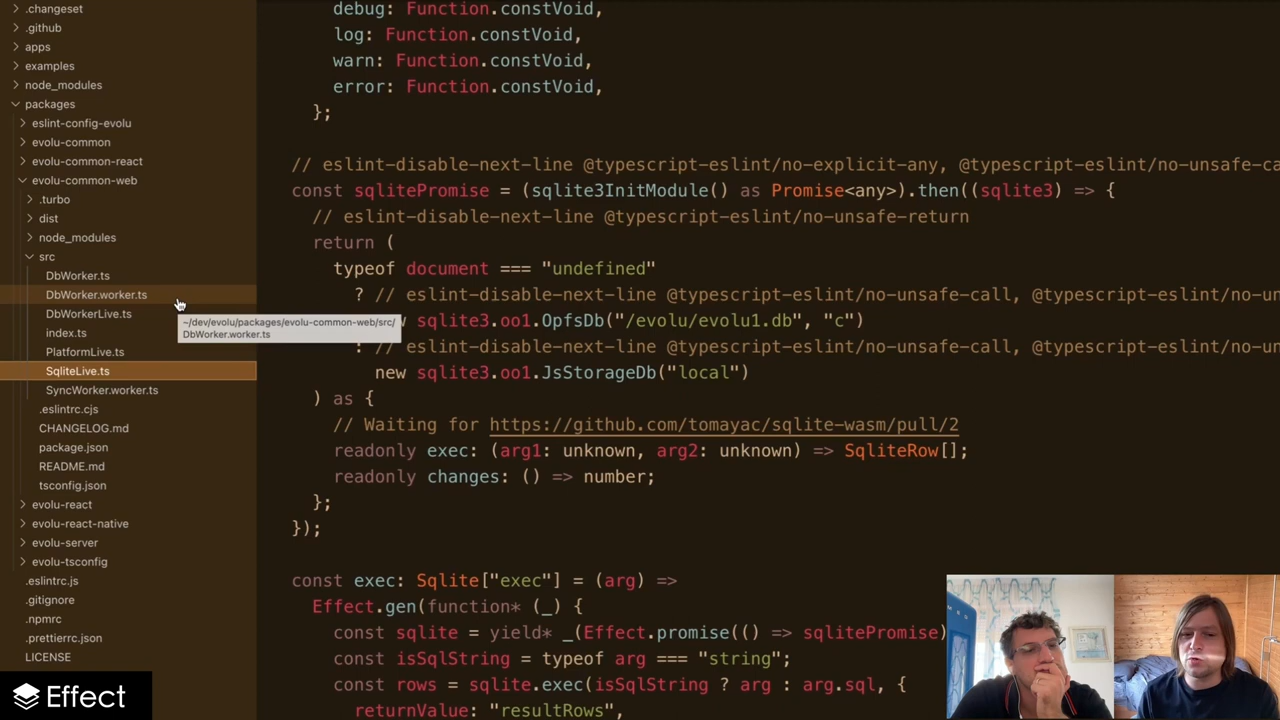 .changeset
.github
apps
examples
node_modules
packages
eslint-config-evolu
evolu-common
evolu-common-react
evolu-common-web
.turbo
dist
node_modules
src
DbWorker.ts
DbWorker.worker.ts
DbWorkerLive.ts
index.ts
PlatformLive.ts
SqliteLive.ts
SyncWorker.worker.ts
.eslintrc.cjs
CHANGELOG.md
package.json
README.md
tsconfig.json
evolu-react
evolu-react-native
evolu-server
evolu-tsconfig
.eslintrc.js
.gitignore
.npmrc
.prettierrc.json
LICENSE
~/dev/evolu/packages/evolu-common-web/src/
DbWorker.worker.ts
debug: Function.constVoid,
log: Function.constVoid,
warn: Function.constVoid,
error: Function.constVoid,
};
// eslint-disable-next-line @typescript-eslint/no-explicit-any, @typescript-eslint/no-unsafe-ca
const sqlitePromise = (sqlite3InitModule() as Promise<any>).then((sqlite3) => {
// eslint-disable-next-line @typescript-eslint/no-unsafe-return
return (
typeof document === "undefined"
? // eslint-disable-next-line @typescript-eslint/no-unsafe-call, @typescript-eslint/no-uns
sqlite3.oo1.OpfsDb("/evolu/evolu1.db", "c")
: // eslint-disable-next-line @typescript-eslint/no-unsafe-call, @typescript-eslint/no-uns
new sqlite3.oo1.JsStorageDb("local")
) as {
// Waiting for https://github.com/tomayac/sqlite-wasm/pull/2
readonly exec: (arg1: unknown, arg2: unknown) => SqliteRow[];
readonly changes: () => number;
};
});
const exec: Sqlite["exec"] = (arg) =>
Effect.gen(function* (_) {
const sqlite = yield* _(Effect.promise(() => sqlitePromise)
const isSqlString = typeof arg === "string";
const rows = sqlite.exec(isSqlString ? arg : arg.sql, {
returnValue: "resultRows",
Effect